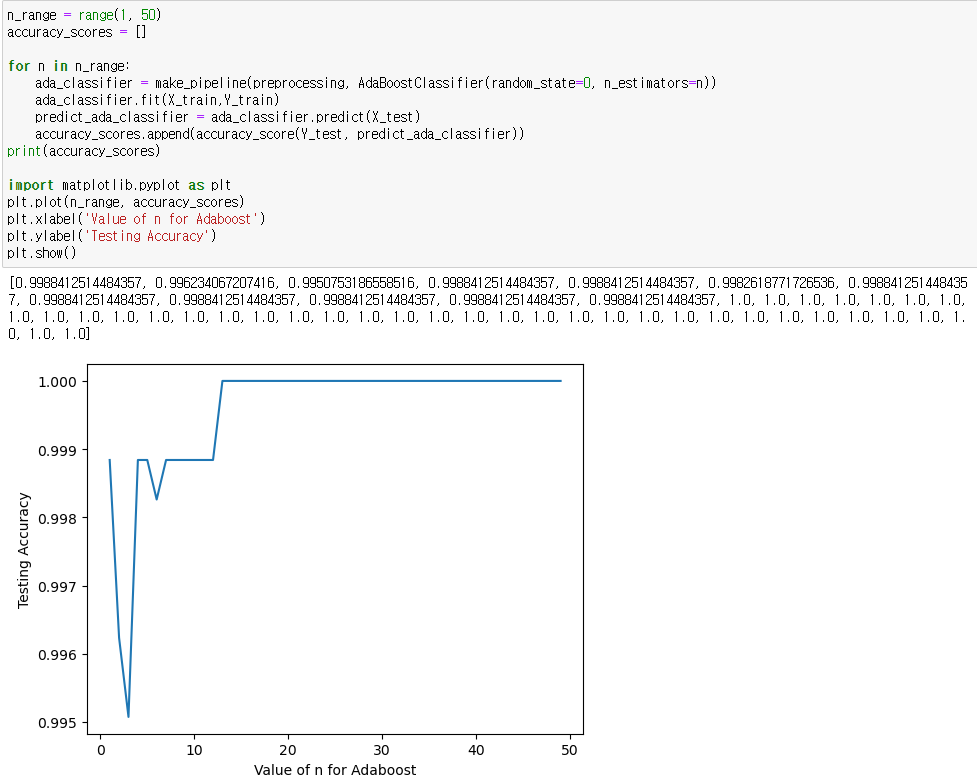 n_range = range(1, 50)
accuracy_scores = []
for n in n_range:
    ada_classifier = make_pipeline(preprocessing, AdaBoostClassifier(random_state=0, n_estimators=n))
    ada_classifier.fit(X_train,Y_train)
    predict_ada_classifier = ada_classifier.predict(X_test)
    accuracy_scores.append(accuracy_score(Y_test, predict_ada_classifier))
print(accuracy_scores)
import matplotlib.pyplot as plt
plt.plot(n_range, accuracy_scores)
plt.xlabel('Value of n for Adaboost')
plt.ylabel('Testing Accuracy')
plt.show()
[0.9988412514484357, 0.996234067207416, 0.9950753186558516, 0.9988412514484357, 0.9988412514484357, 0.9982618771726536, 0.998841251448435
7, 0.9988412514484357, 0.9988412514484357, 0.9988412514484357, 0.9988412514484357, 0.9988412514484357, 1.0, 1.0, 1.0, 1.0, 1.0, 1.0, 1.0,
1.0, 1.0, 1.0, 1.0, 1.0, 1.0, 1.0, 1.0, 1.0, 1.0, 1.0, 1.0, 1.0, 1.0, 1.0, 1.0, 1.0, 1.0, 1.0, 1.0, 1.0, 1.0, 1.0, 1.0, 1.0, 1.0, 1.0, 1.
0, 1.0, 1.0]
1.000
0.999
0.998
0.997
0.996
0.995
Testing Accuracy
0 10 20 30 40 50
Value of n for Adaboost